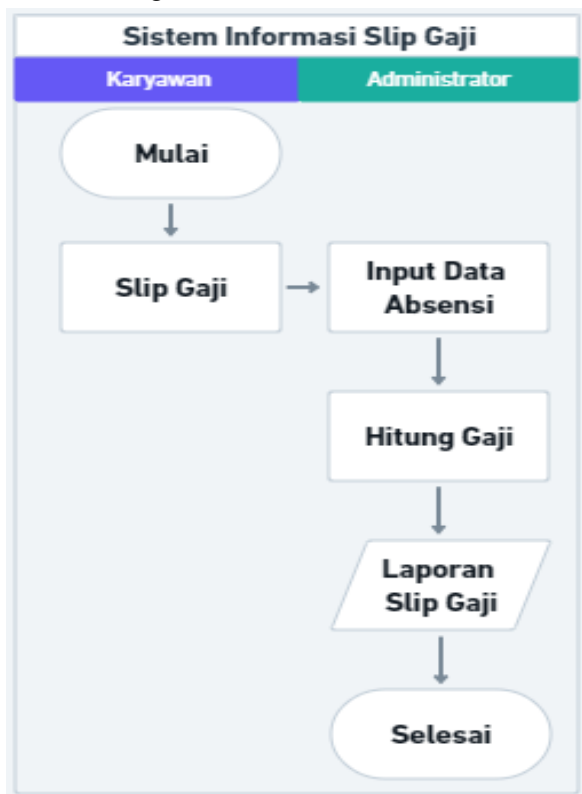 Sistem Informasi Slip Gaji
Karyawan
Administrator
Mulai
Slip Gaji
Input Data
Absensi
Hitung Gaji
Laporan
Slip Gaji
Selesai